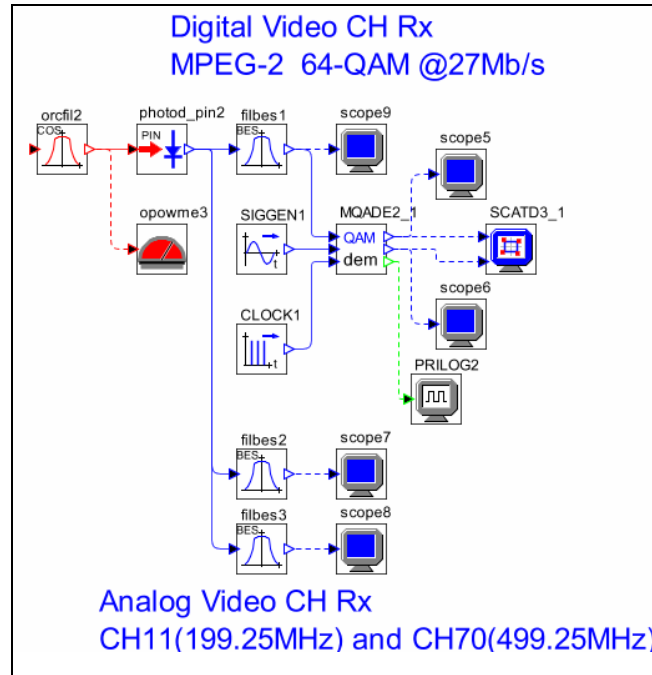 Digital Video CH Rx
MPEG-2 64-QAM @27Mb/s
orcfil2
photod_pin2
filbes1
scope9
scope5
COS
PIN
BES
t
opowme3
SIGGEN1
MQADE2_1
SCATD3_1
t
QAM
dem
CLOCK1
t
scope6
PRILOG2
filbes2
scope7
BES
filbes3
scope8
BES
Analog Video CH Rx
CH11(199.25MHz) and CH70(499.25MHz)